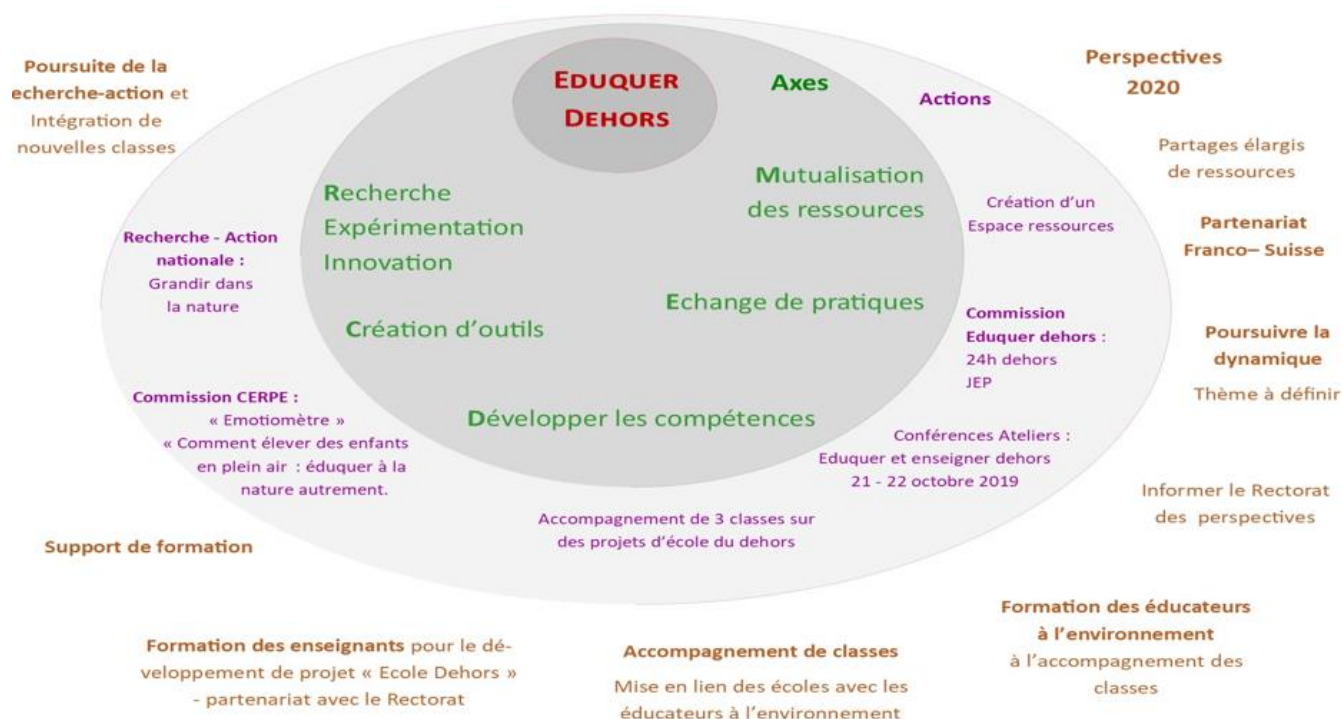 EDUQUER
DEHORS
Axes
Actions
Perspectives
2020
Poursuite de la
echerche-action et
Intégration de
nouvelles classes
Partages élargis
de ressources
Recherche
Expérimentation
Innovation
Mutualisation
des ressources
Création d'un
Espace ressources
Partenariat
Franco– Suisse
Recherche - Action
nationale :
Grandir dans
la nature
Création d'outils
Echange de pratiques
Commission
Eduquer dehors :
24h dehors
JEP
Poursuivre la
dynamique
Thème à définir
Commission CERPE :
« Emotiomètre »
« Comment élever des enfants
en plein air : éduquer à la
nature autrement.
Développer les compétences
Conférences Ateliers :
Eduquer et enseigner dehors
21 - 22 octobre 2019
Informer le Rectorat
des perspectives
Accompagnement de 3 classes sur
des projets d'école du dehors
Support de formation
Formation des enseignants pour le dé-
veloppement de projet « Ecole Dehors »
- partenariat avec le Rectorat
Accompagnement de classes
Mise en lien des écoles avec les
éducateurs à l'environnement
Formation des éducateurs
à l'environnement
à l'accompagnement des
classes